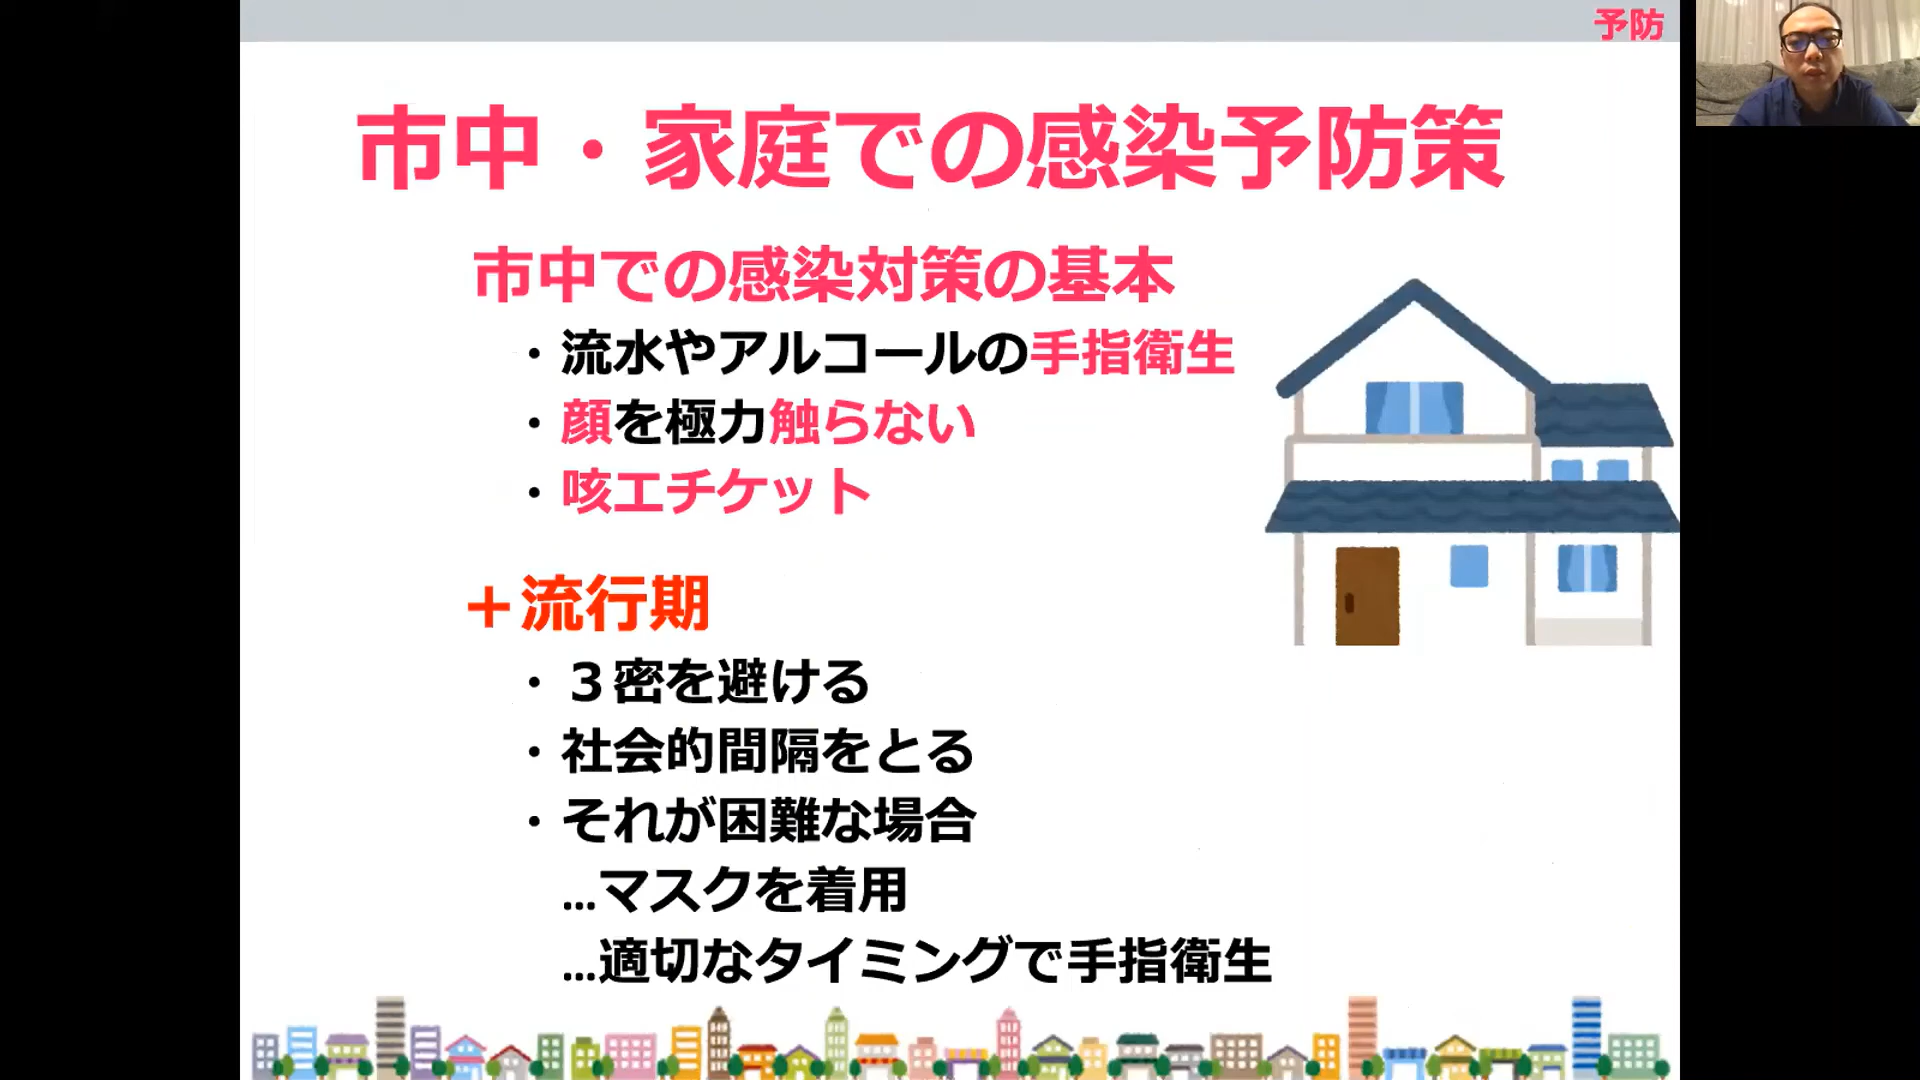 予防
市中・家庭での感染予防策
市中での感染対策の基本
・流水やアルコールの手指衛生
・顔を極力触らない
・咳エチケット
＋流行期
・３密を避ける
・社会的間隔をとる
・それが困難な場合
…マスクを着用
…適切なタイミングで手指衛生